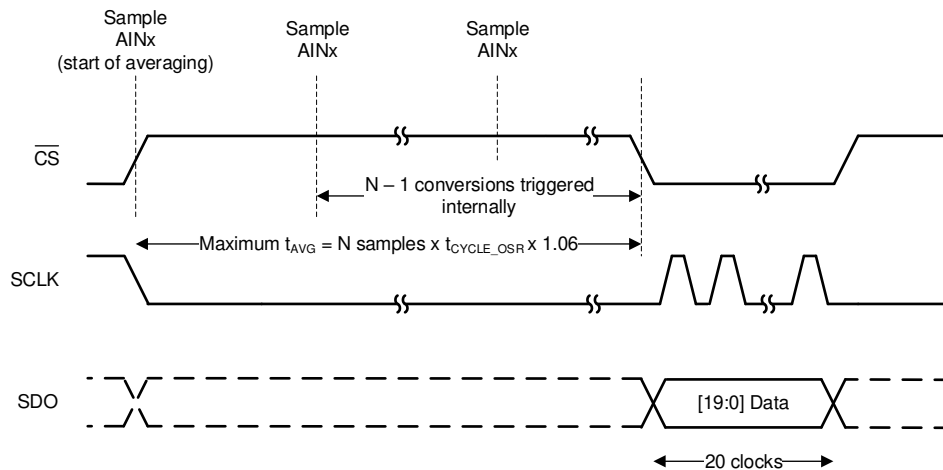 Sample
AINx
(start of averaging)
Sample
AINx
Sample
AINx
CS
N – 1 conversions triggered
internally
Maximum tAVG = N samples x tCYCLE_OSR x 1.06
SCLK
SDO
[19:0] Data
20 clocks